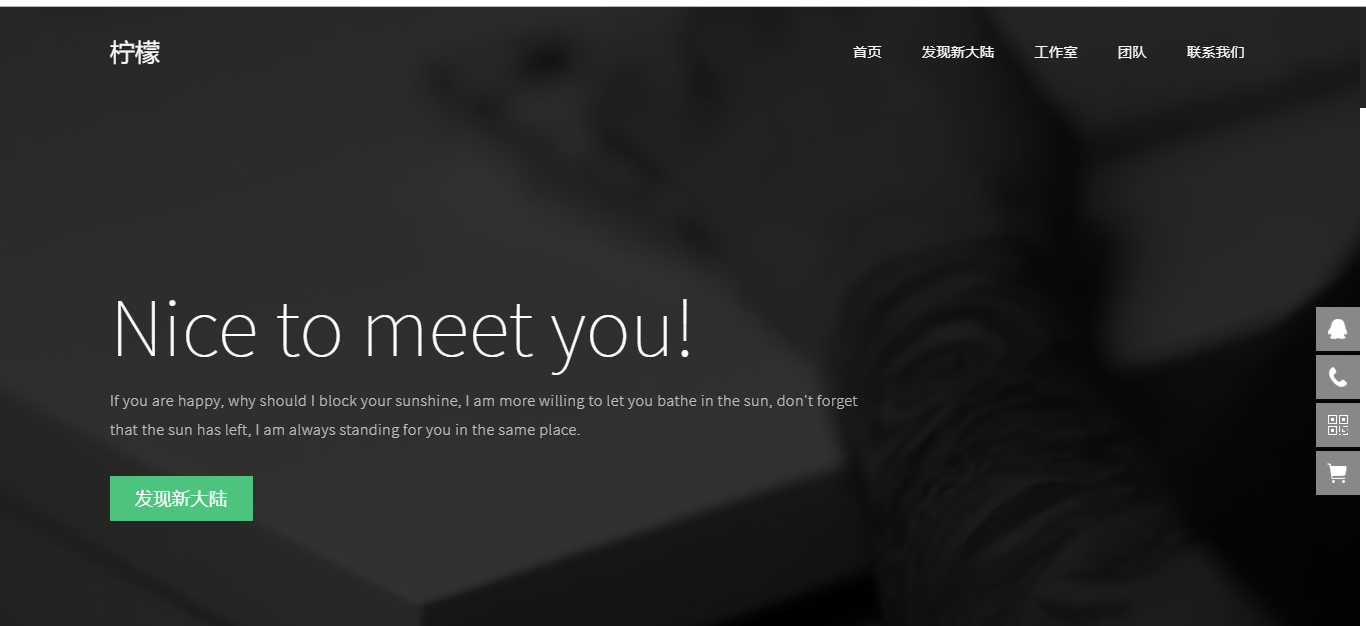 柠檬
首页 发现新大陆 工作室 团队 联系我们
Nice to meet you!
If you are happy, why should I block your sunshine, I am more willing to let you bathe in the sun, don't forget
that the sun has left, I am always standing for you in the same place.
发现新大陆